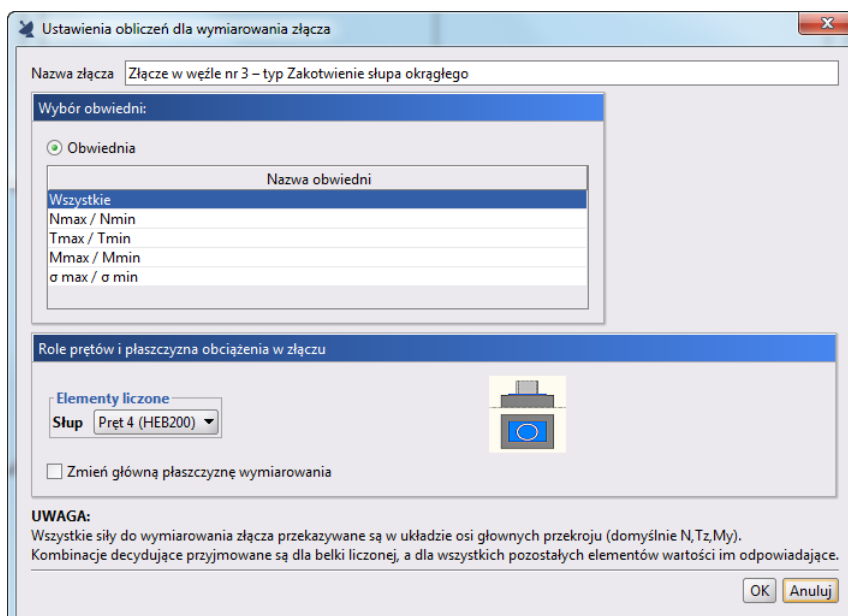 Ustawienia obliczeń dla wymiarowania złącza
x
Nazwa złącza Złącze w węźle nr 3 – typ Zakotwienie słupa okrągłego
Wybór obwiedni:
Obwiednia
Nazwa obwiedni
Wszystkie
Nmax / Nmin
Tmax / Tmin
Mmax / Mmin
σ max / σ min
Role prętów i płaszczyzna obciążenia w złączu
Elementy liczone
Słup Pręt 4 (HEB200)
Zmień główną płaszczyznę wymiarowania
UWAGA:
Wszystkie siły do wymiarowania złącza przekazywane są w układzie osi głownych przekroju (domyślnie N,Tz,My).
Kombinacje decydujące przyjmowane są dla belki liczonej, a dla wszystkich pozostałych elementów wartości im odpowiadające.
OK Anuluj